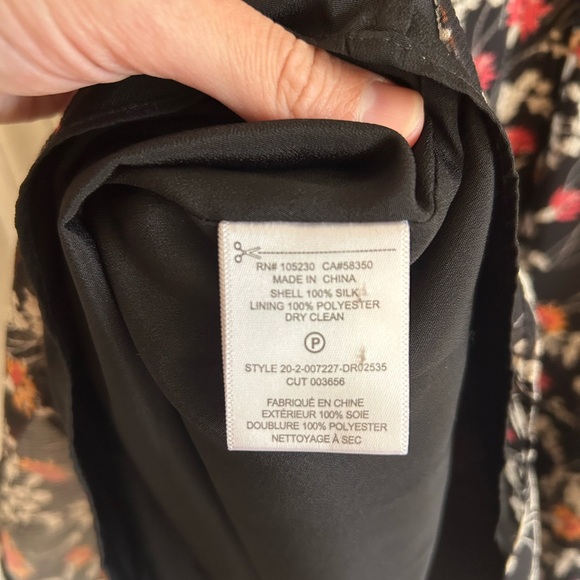 RN# 105230 CA#58350
MADE IN CHINA
SHELL 100% SILK
LINING 100% POLYESTER
DRY CLEAN
P
STYLE 20-2-007227-DR02535
CUT 003656
FABRIQUÉ EN CHINE
EXTÉRIEUR 100% SOIE
DOUBLURE 100% POLYESTER
NETTOYAGE À SEC